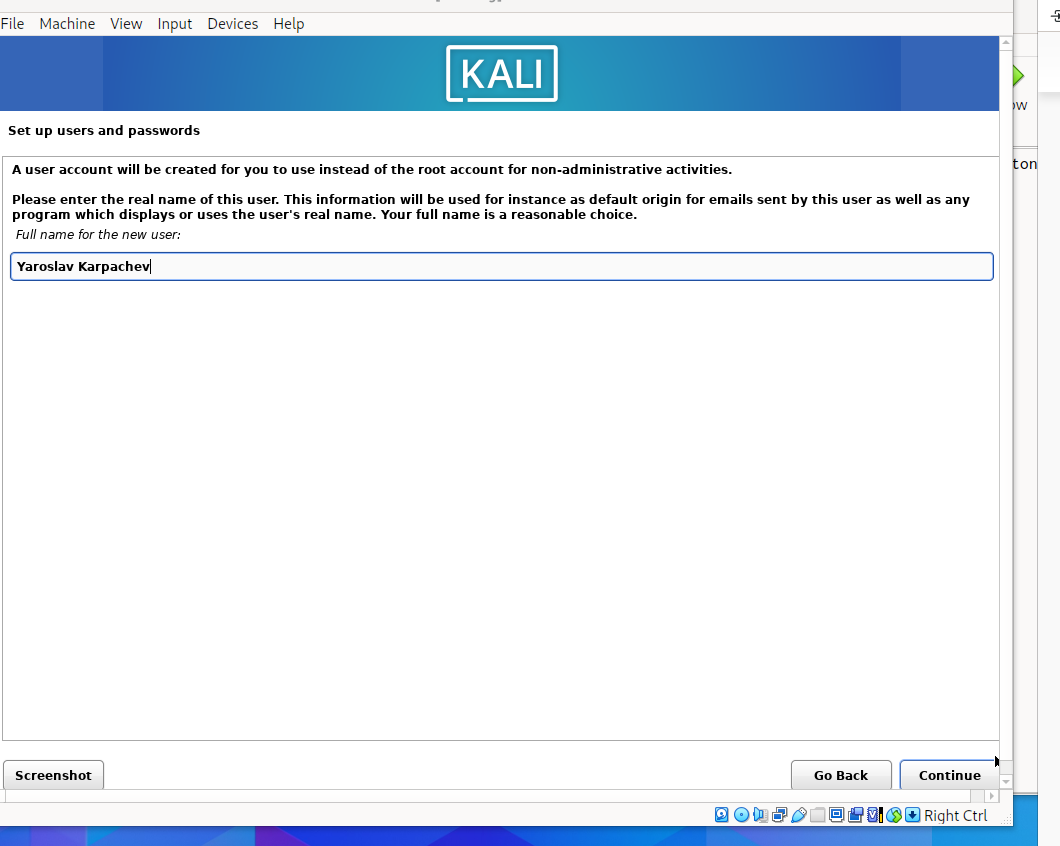 File Machine View Input Devices Help
KALI
ow
Set up users and passwords
ton
A user account will be created for you to use instead of the root account for non-administrative activities.
Please enter the real name of this user. This information will be used for instance as default origin for emails sent by this user as well as any
program which displays or uses the user's real name. Your full name is a reasonable choice.
Full name for the new user:
Yaroslav Karpachev
Screenshot Go Back Continue
Right Ctrl